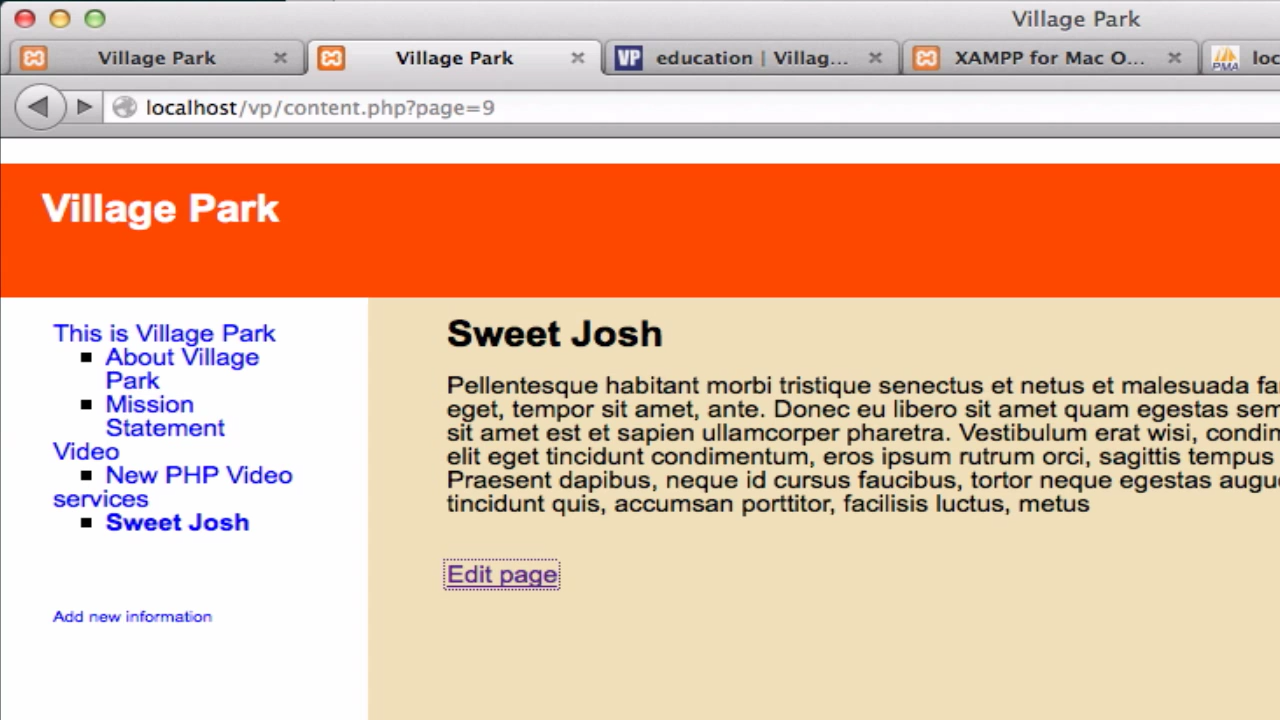 Village Park
Village Park
Village Park
VP education | Villag...
XAMPP for Mac O...
PMA
localhost/vp/content.php?page=9
Village Park
This is Village Park
About Village
Park
Mission
Statement
Video
New PHP Video
services
Sweet Josh
Add new information
Sweet Josh
Pellentesque habitant morbi tristique senectus et netus et malesuada
eget, tempor sit amet, ante. Donec eu libero sit amet quam egestas sem
sit amet est et sapien ullamcorper pharetra. Vestibulum erat wisi,
elit eget tincidunt condimentum, eros ipsum rutrum orci, sagittis tempus
Praesent dapibus, neque id cursus faucibus, tortor neque egestas
tincidunt quis, accumsan porttitor, facilisis luctus, metus
Edit page